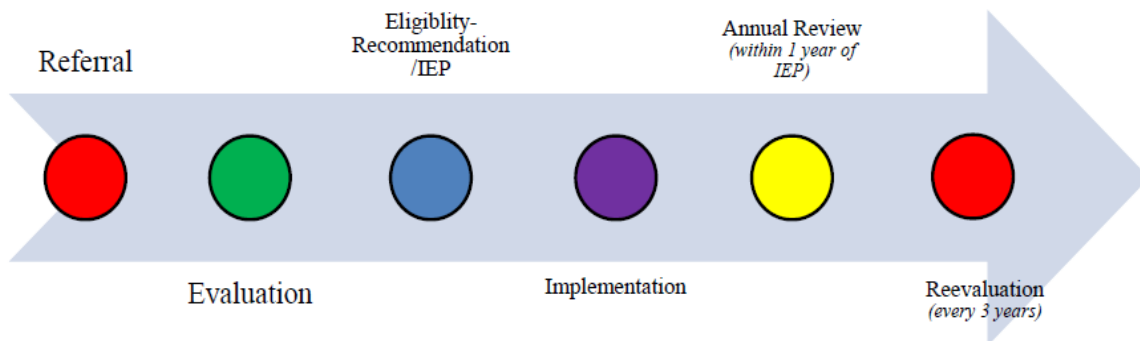 Referral
Evaluation
Eligiblity-
Recommendation
/IEP
Implementation
Annual Review
(within 1 year of
IEP)
Reevaluation
(every 3 years)